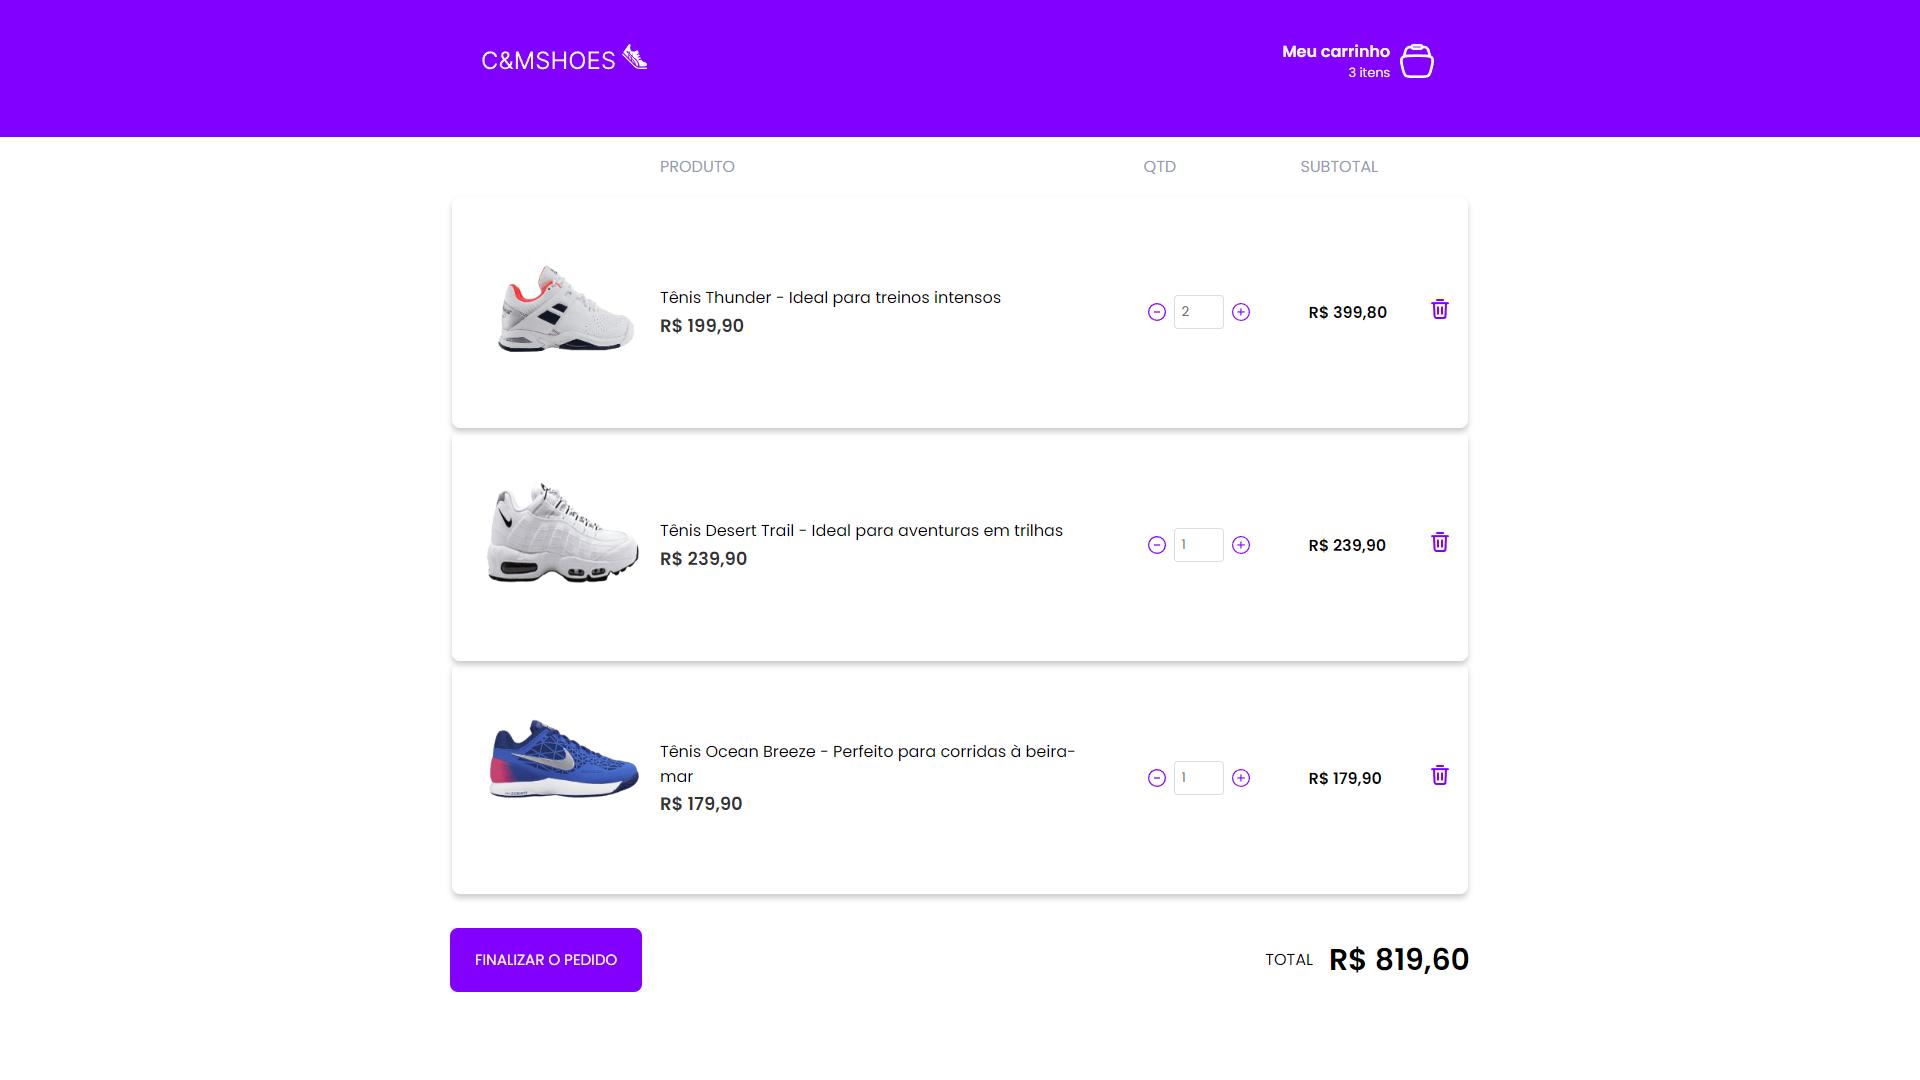 C&MSHOES
Meu carrinho
3 itens
PRODUTO QTD SUBTOTAL
Tênis Thunder - Ideal para treinos intensos
R$ 199,90
2
R$ 399,80
Tênis Desert Trail - Ideal para aventuras em trilhas
R$ 239,90
1
R$ 239,90
Tênis Ocean Breeze - Perfeito para corridas à beira-
mar
R$ 179,90
1
R$ 179,90
FINALIZAR O PEDIDO
TOTAL R$ 819,60